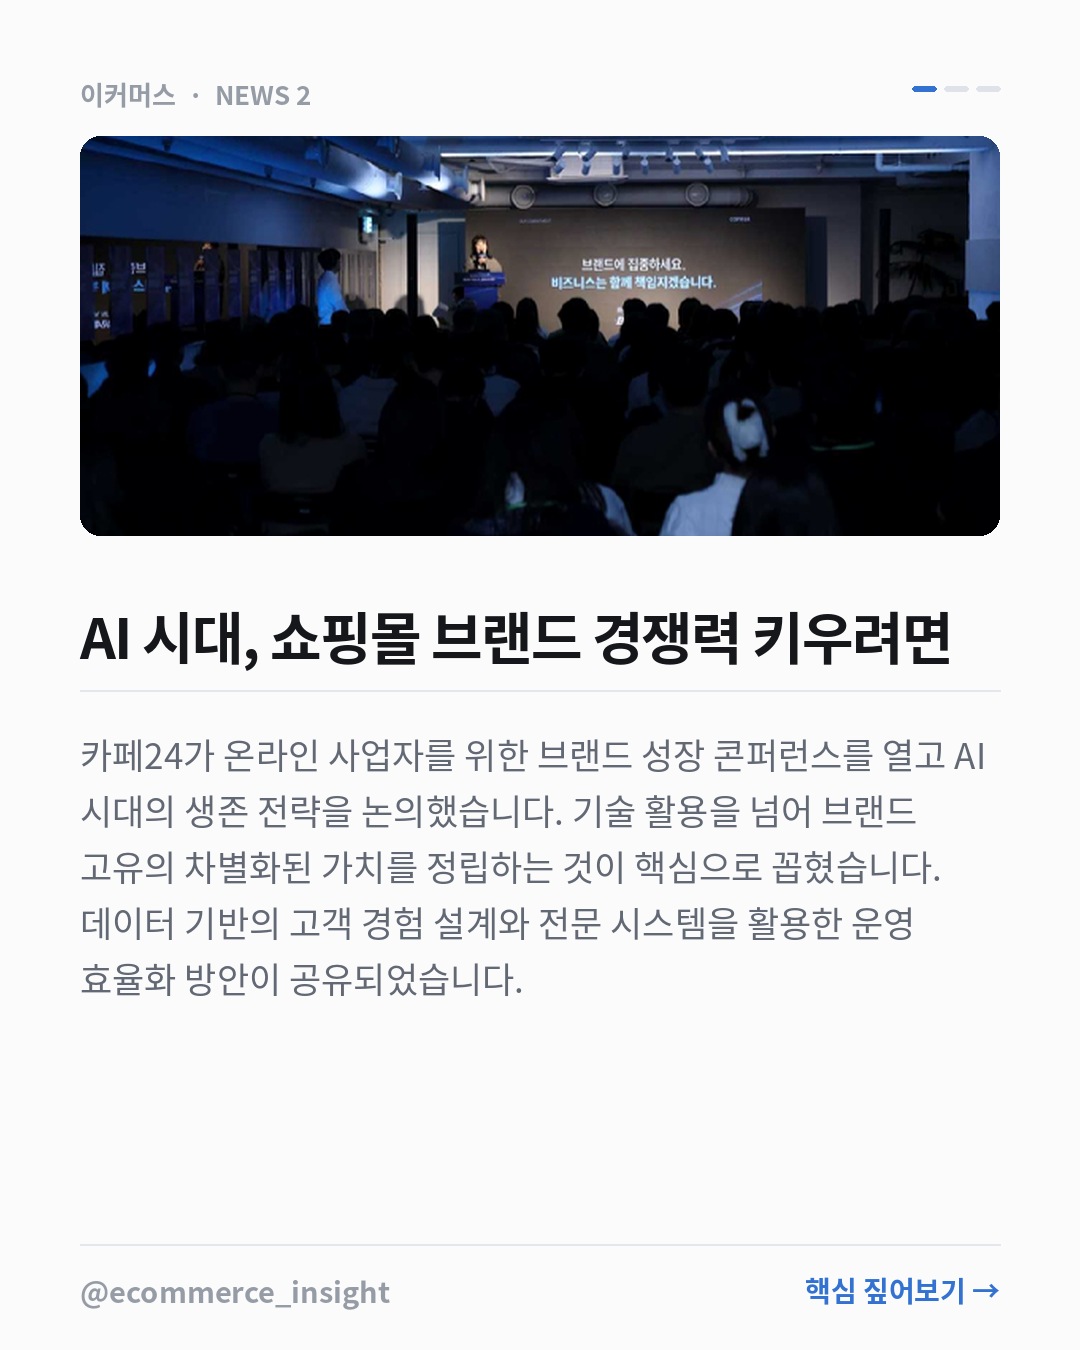 이커머스 · NEWS 2
브랜드에 집중하세요.
비즈니스는 함께 책임지겠습니다.
AI 시대, 쇼핑몰 브랜드 경쟁력 키우려면
카페24가 온라인 사업자를 위한 브랜드 성장 콘퍼런스를 열고 AI
시대의 생존 전략을 논의했습니다. 기술 활용을 넘어 브랜드
고유의 차별화된 가치를 정립하는 것이 핵심으로 꼽혔습니다.
데이터 기반의 고객 경험 설계와 전문 시스템을 활용한 운영
효율화 방안이 공유되었습니다.
@ecommerce_insight
핵심 짚어보기 →